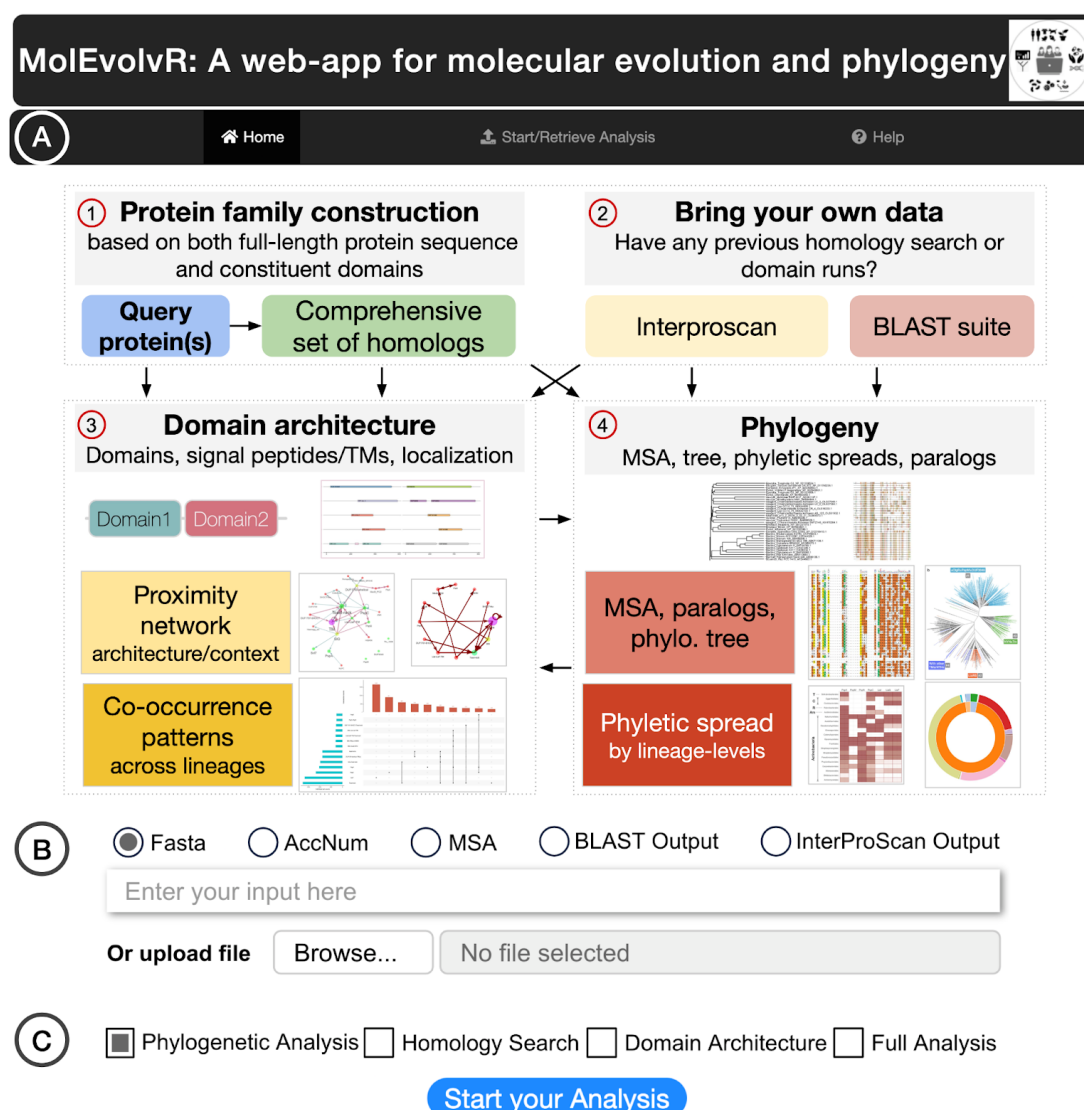 MolEvolvR: A web-app for molecular evolution and phylogeny
A
Home
Start/Retrieve Analysis
Help
1 Protein family construction
based on both full-length protein sequence
and constituent domains
Query
protein(s)
Comprehensive
set of homologs
2 Bring your own data
Have any previous homology search or
domain runs?
Interproscan
BLAST suite
3 Domain architecture
Domains, signal peptides/TMs, localization
Domain1
Domain2
Proximity
network
architecture/context
Co-occurrence
patterns
across lineages
4 Phylogeny
MSA, tree, phyletic spreads, paralogs
MSA, paralogs,
phylo. tree
Phyletic spread
by lineage-levels
B
Fasta
AccNum
MSA
BLAST Output
InterProScan Output
Enter your input here
Or upload file
Browse...
No file selected
C
Phylogenetic Analysis
Homology Search
Domain Architecture
Full Analysis
Start your Analysis